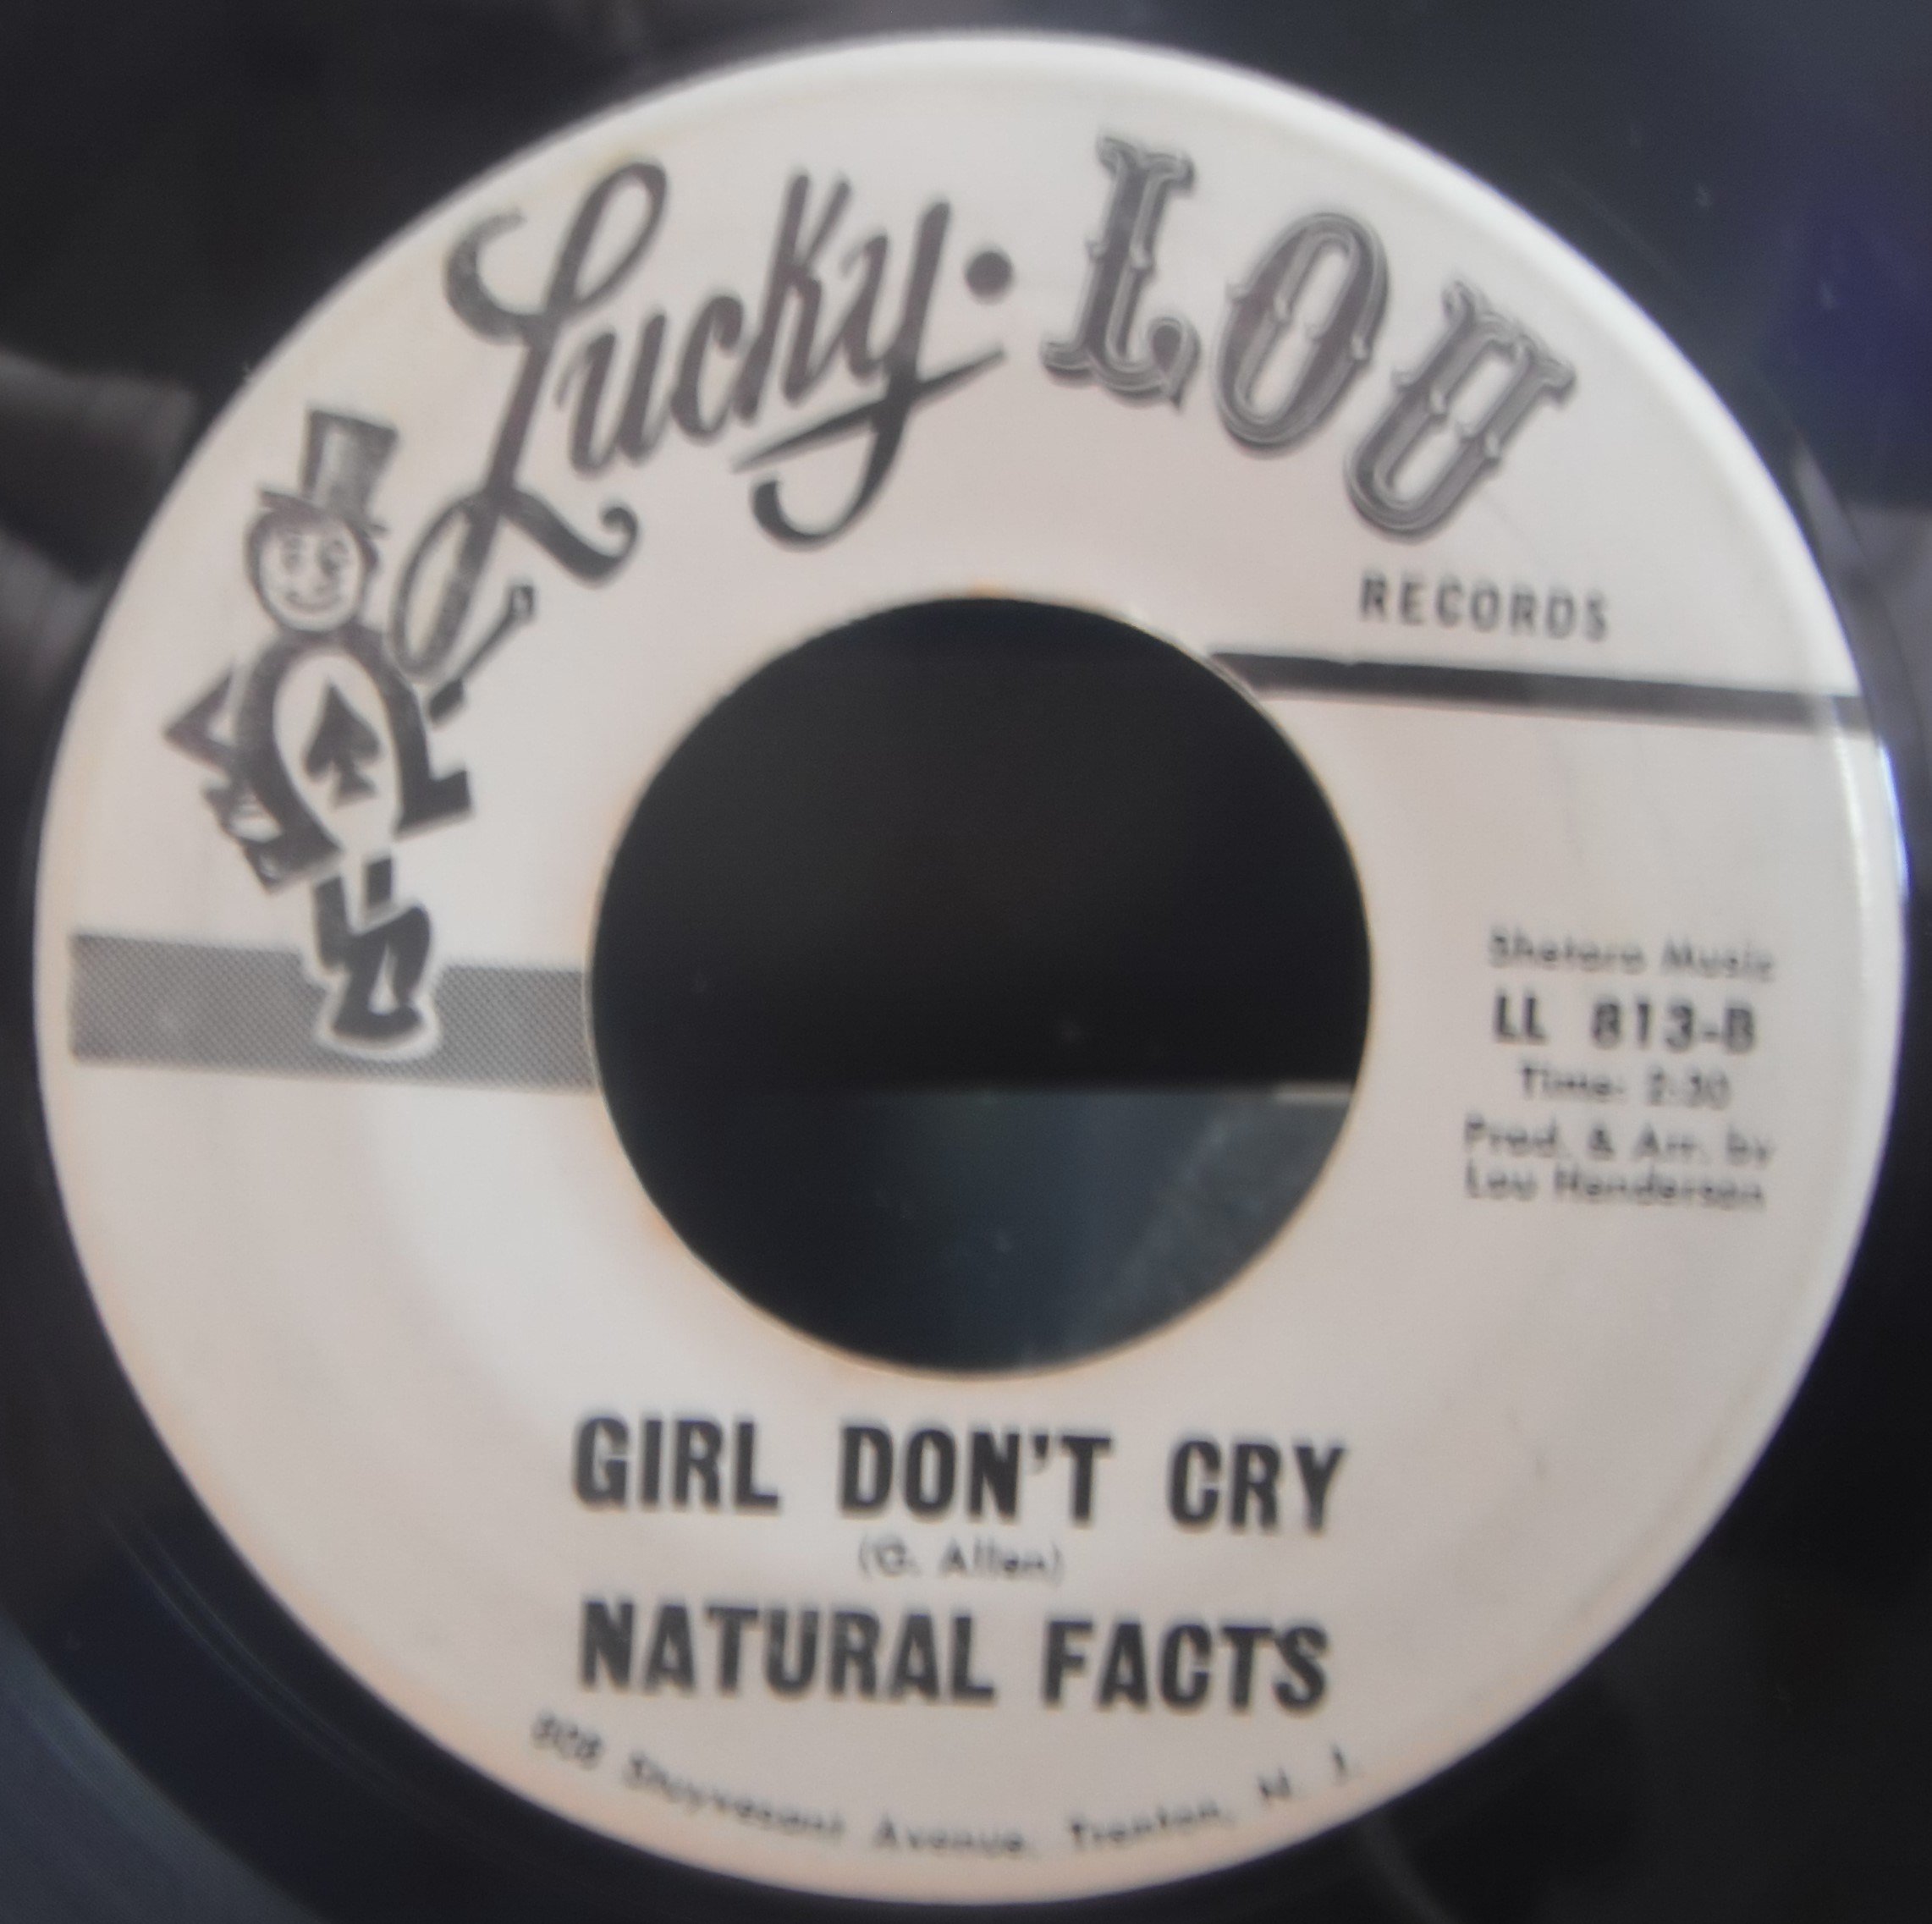 Lucky · LOU
RECORDS
Music
LL 813-B
Time: 2:30
Prod. & Arr. by
Lou Henderson
GIRL DON'T CRY
(G. Allen)
NATURAL FACTS
Avenue, Trenton, N. J.